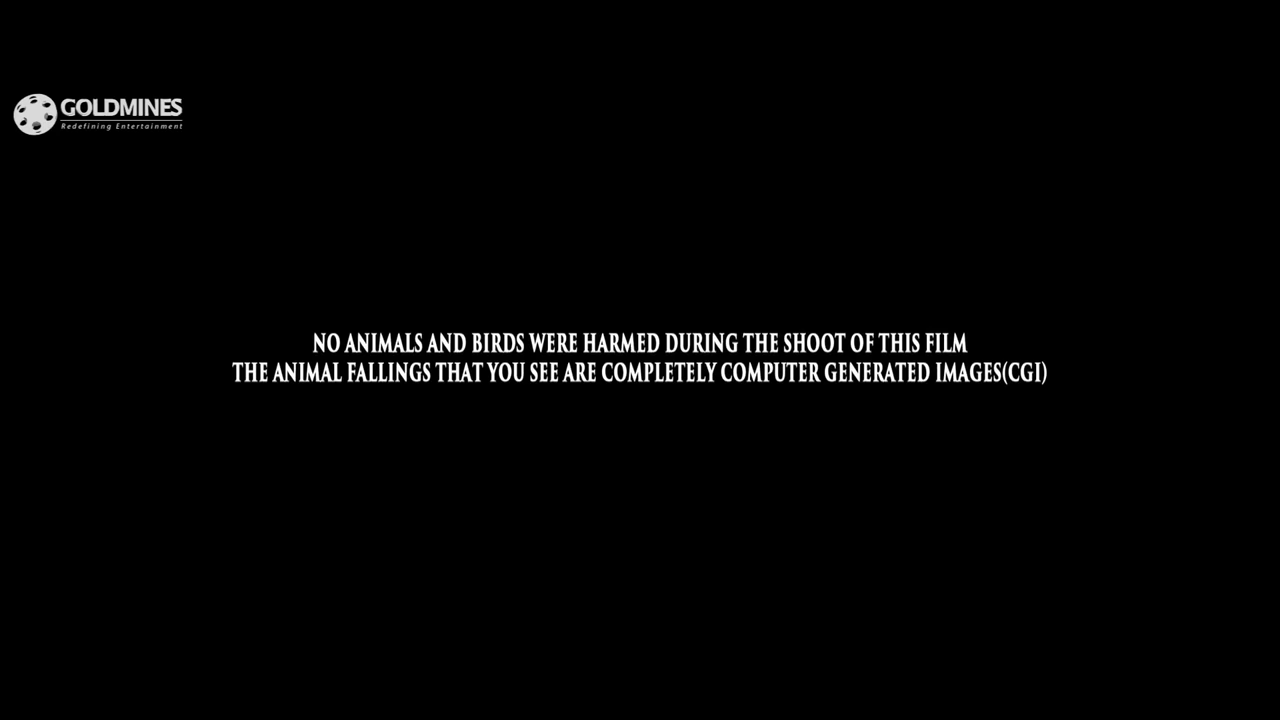 GOLDMINES
Redefining Entertainment
NO ANIMALS AND BIRDS WERE HARMED DURING THE SHOOT OF THIS FILM
THE ANIMAL FALLINGS THAT YOU SEE ARE COMPLETELY COMPUTER GENERATED IMAGES(CGI)